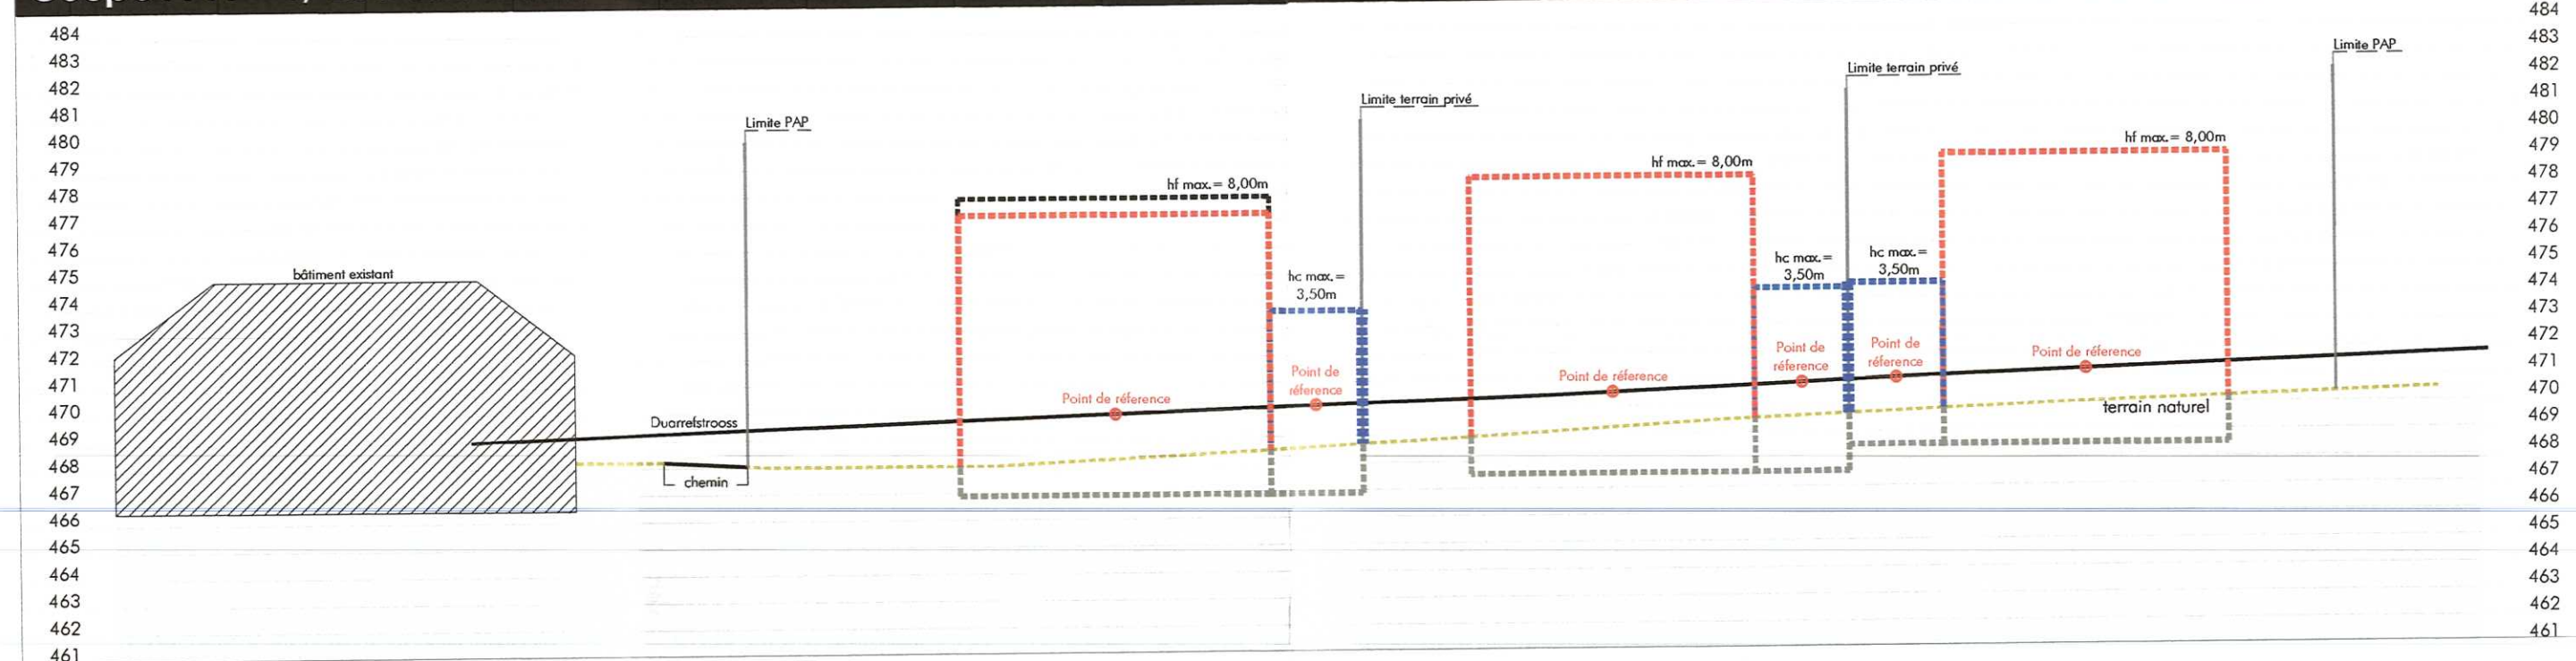 484
483
482
481
480
479
478
477
476
475
474
473
472
471
470
469
468
467
466
465
464
463
462
461
bâtiment existant
Duarrefstrooss
chemin
Limite PAP
hf max.= 8,00m
Point de réference
hc max.=
3,50m
Point de
réference
Limite terrain privé
hf max.= 8,00m
Point de réference
hc max.=
3,50m
Point de
réference
Limite terrain privé
hc max.=
3,50m
Point de
réference
hf max.= 8,00m
Point de réference
terrain naturel
Limite PAP
484
483
482
481
480
479
478
477
476
475
474
473
472
471
470
469
468
467
466
465
464
463
462
461